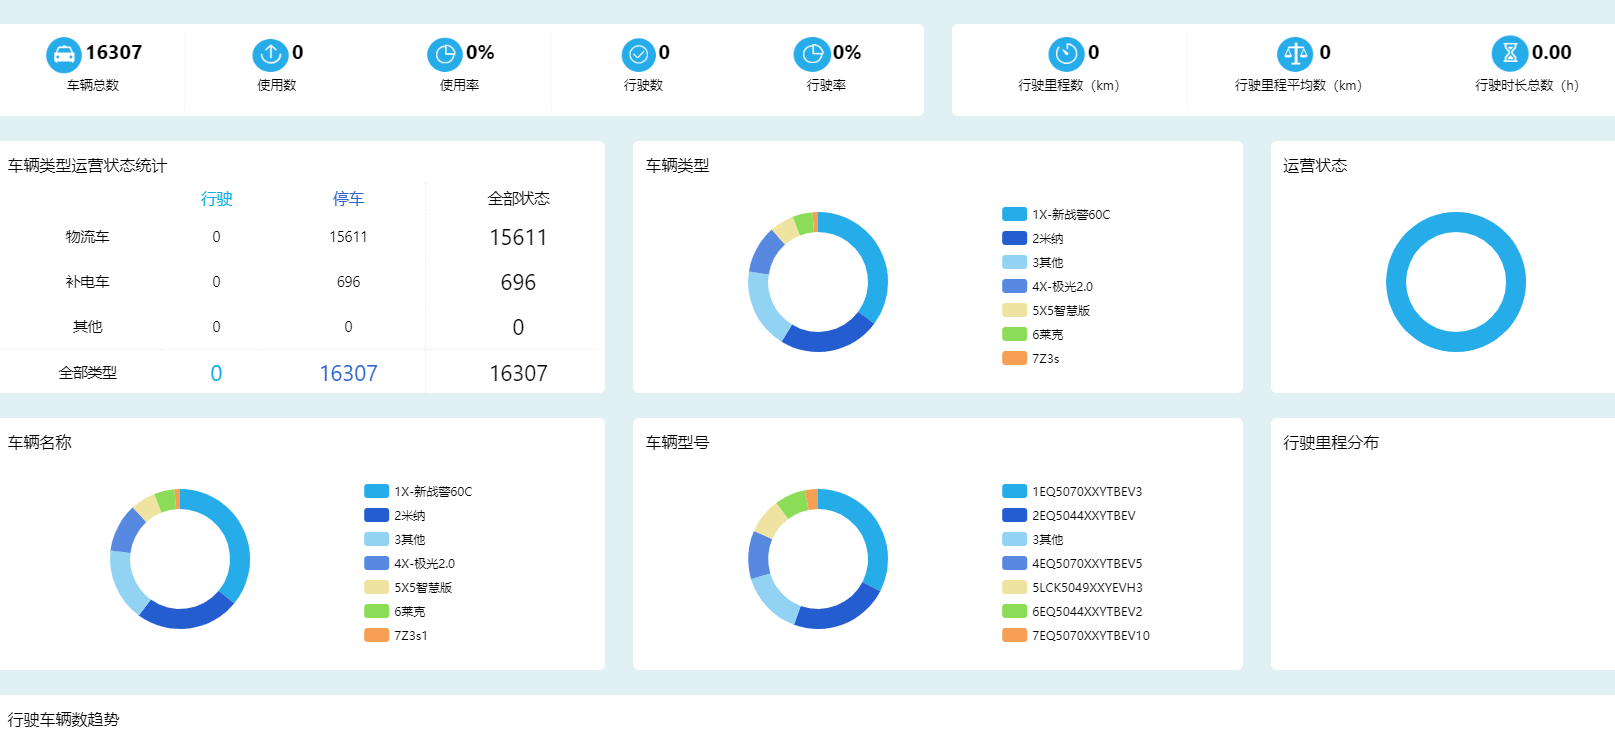 16307
车辆总数
0
使用数
0%
使用率
0
行驶数
0%
行驶率
0
行驶里程数（km）
0
行驶里程平均数（km）
0.00
行驶时长总数（h）
车辆类型运营状态统计
行驶 停车 全部状态
物流车 0 15611 15611
补电车 0 696 696
其他 0 0 0
全部类型 0 16307 16307
车辆类型
1X-新战警60C
2米纳
3其他
4X-极光2.0
5X5智慧版
6莱克
7Z3s
运营状态
车辆名称
1X-新战警60C
2米纳
3其他
4X-极光2.0
5X5智慧版
6莱克
7Z3s1
车辆型号
1EQ5070XXYTBEV3
2EQ5044XXYTBEV
3其他
4EQ5070XXYTBEV5
5LCK5049XXYEVH3
6EQ5044XXYTBEV2
7EQ5070XXYTBEV10
行驶里程分布
行驶车辆数趋势